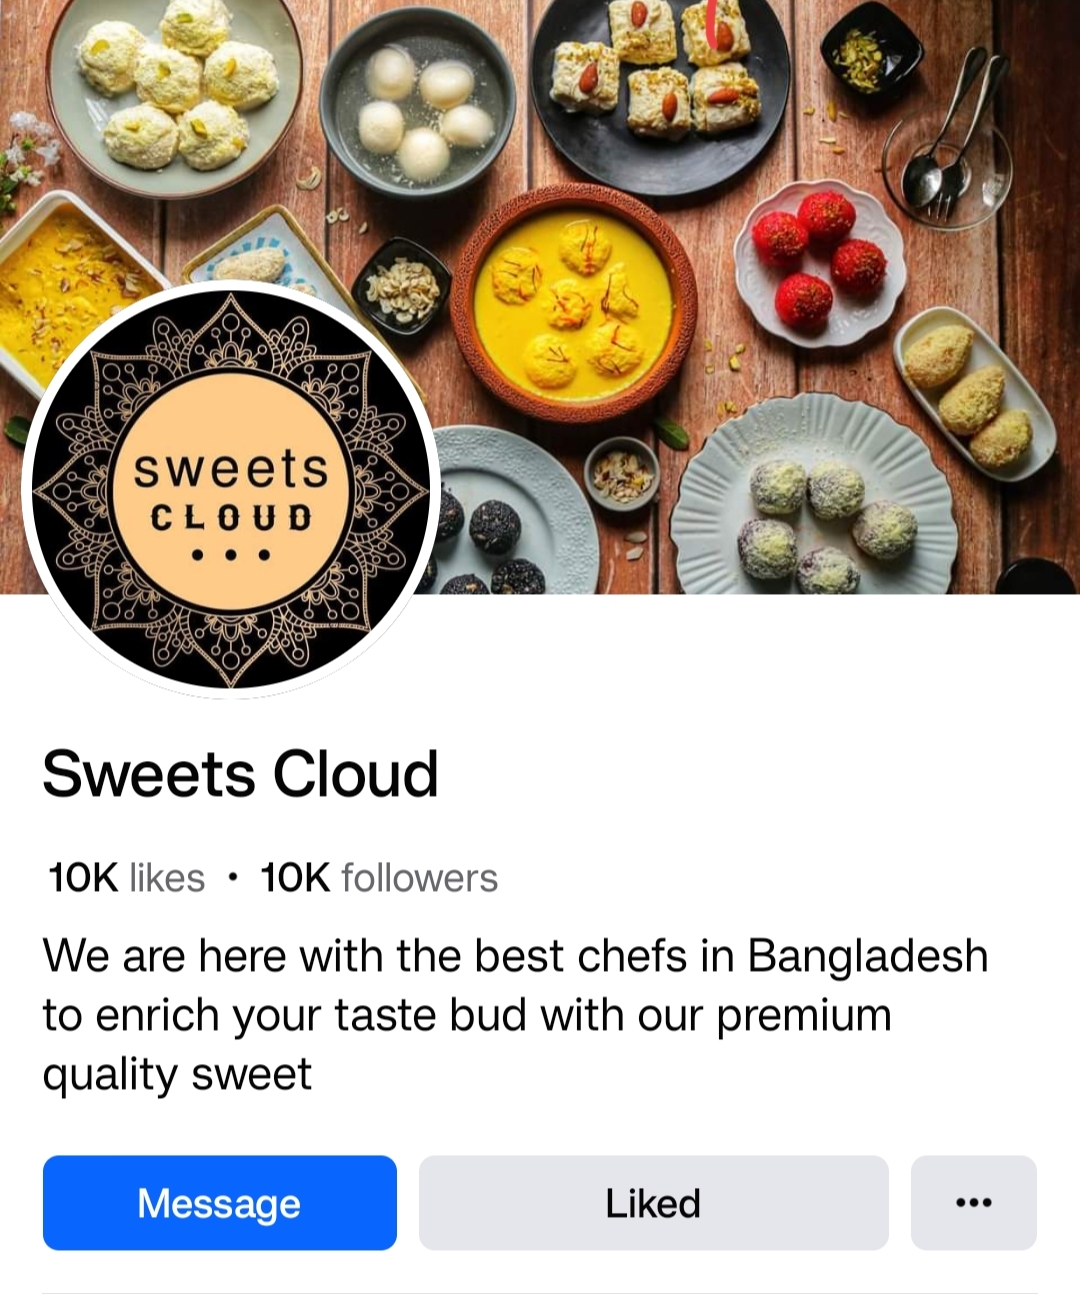 sweets
CLOUD
Sweets Cloud
10K likes • 10K followers
We are here with the best chefs in Bangladesh
to enrich your taste bud with our premium
quality sweet
Message
Liked